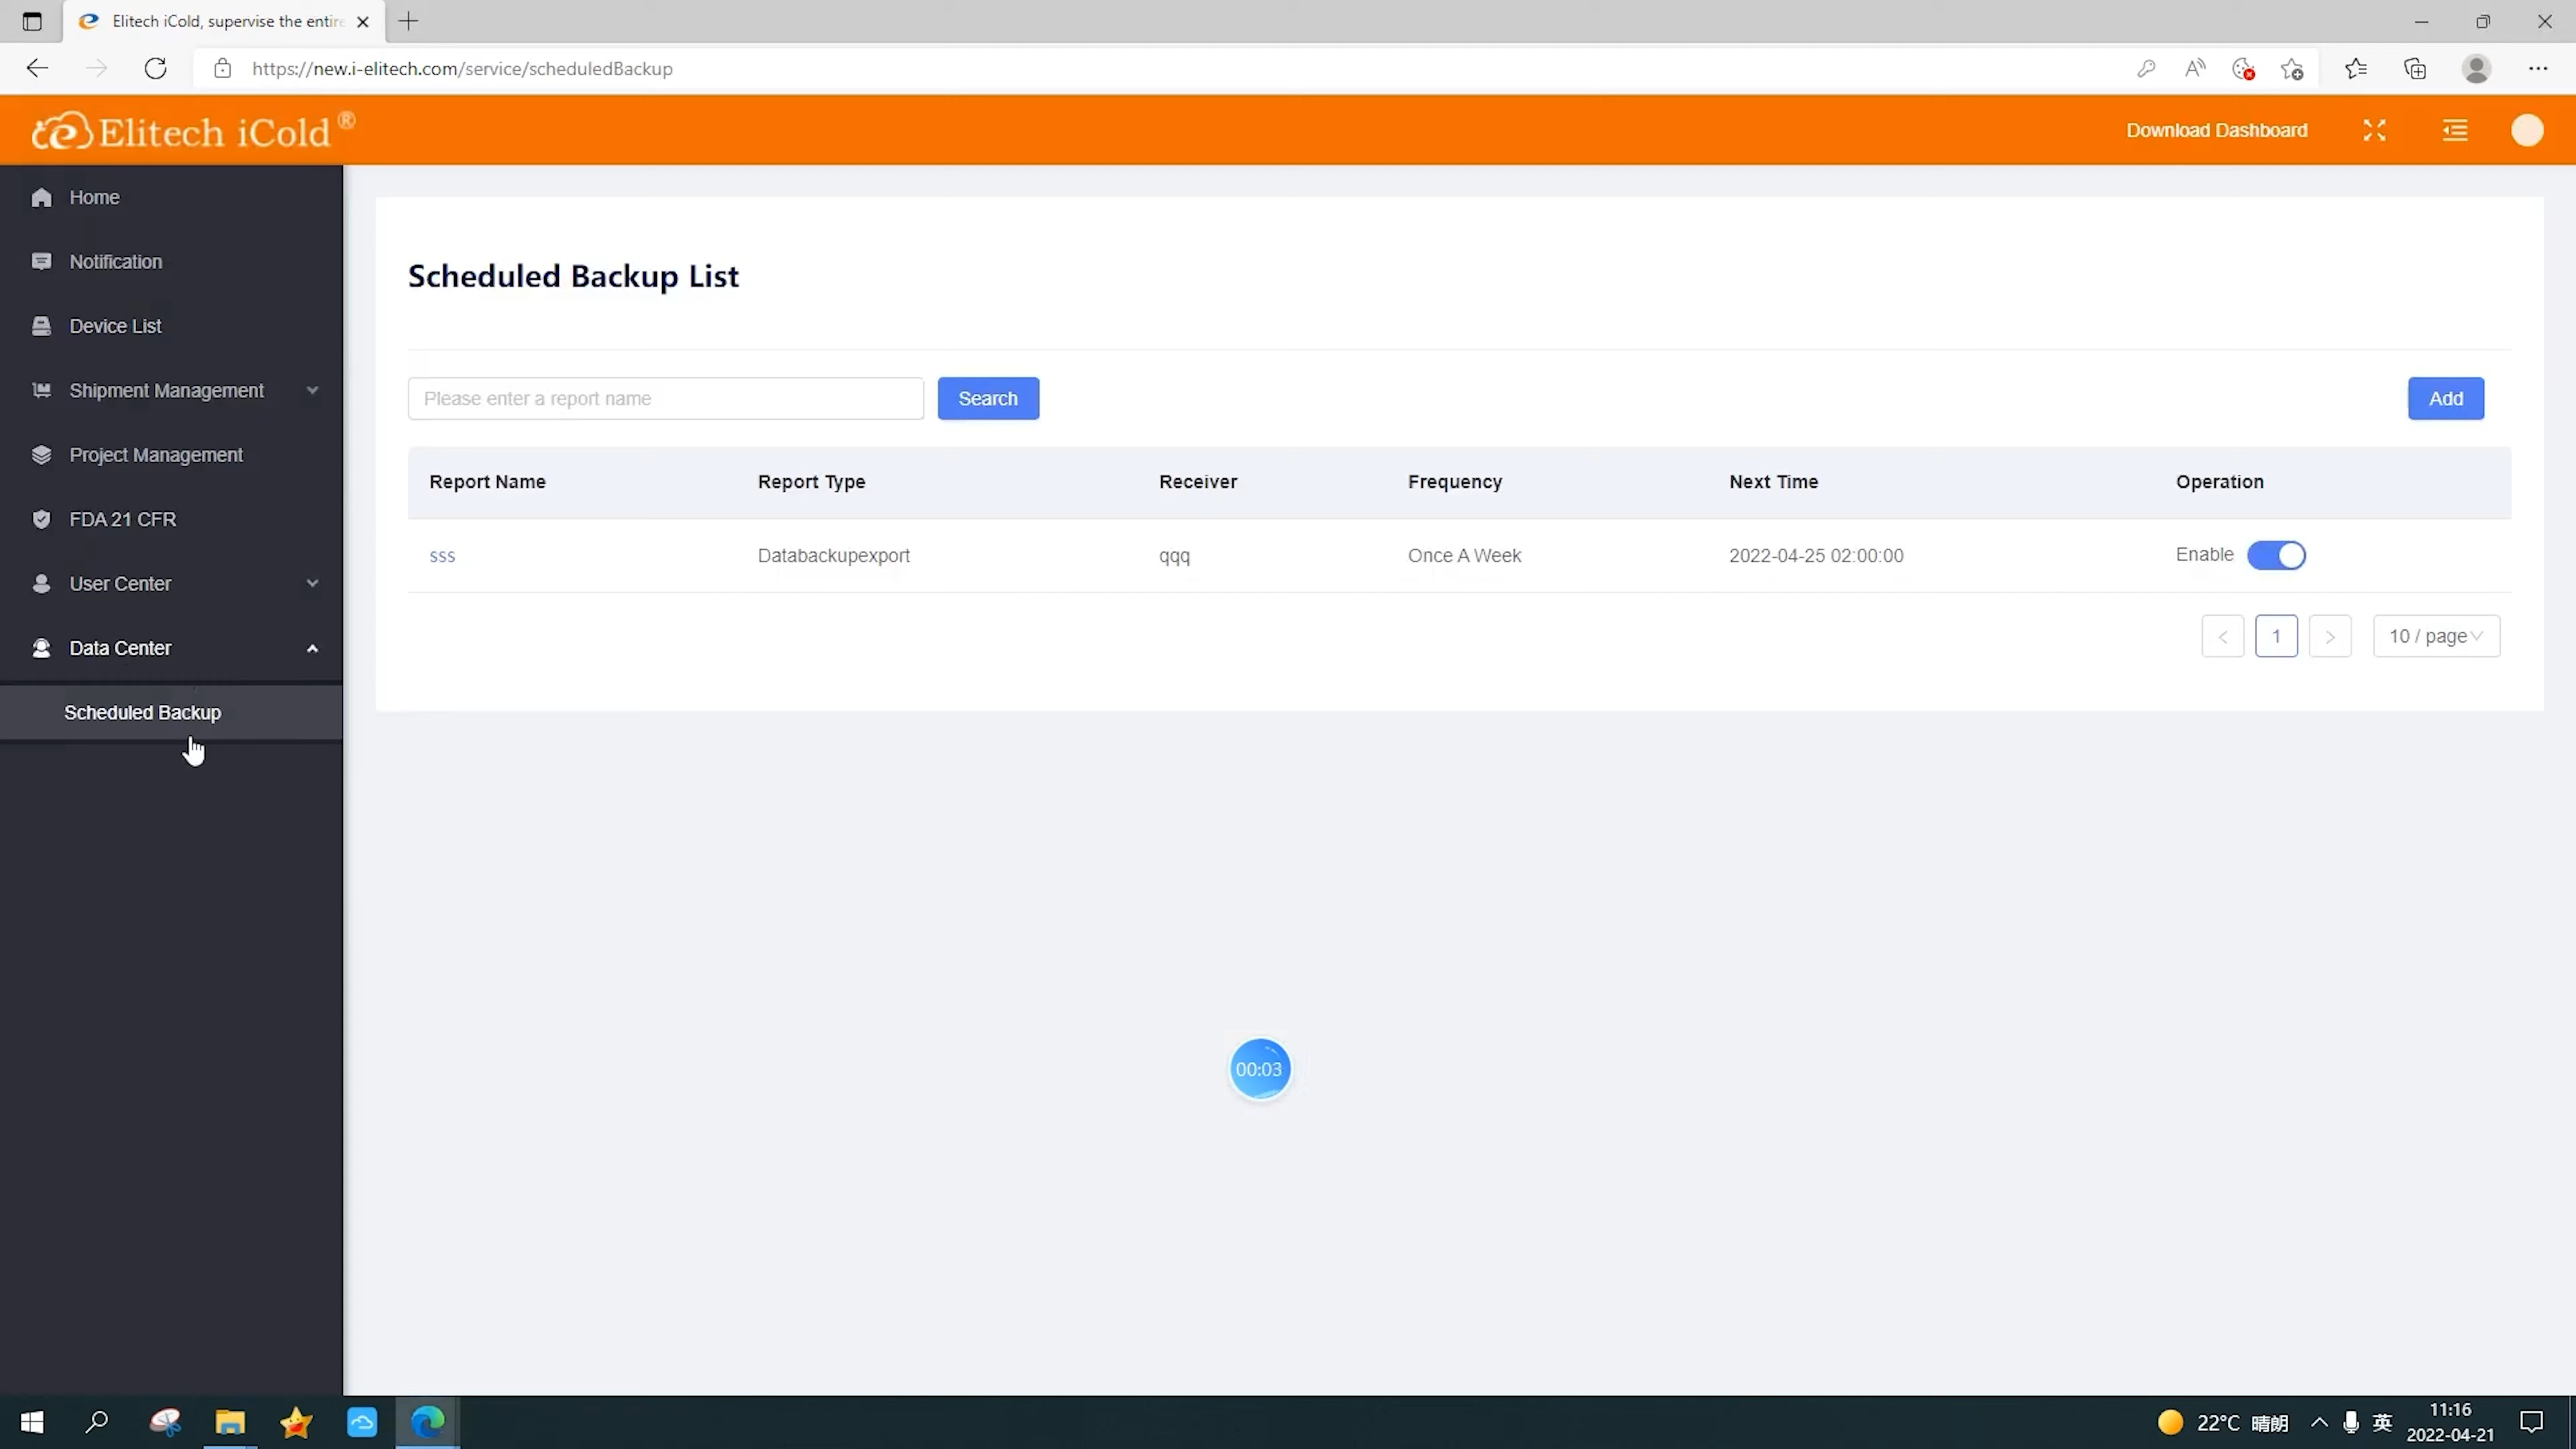 Elitech iCold, supervise the entire
https://new.i-elitech.com/service/scheduledBackup
Elitech iCold ®
Download Dashboard
Home
Notification
Device List
Shipment Management
Project Management
FDA 21 CFR
User Center
Data Center
Scheduled Backup
Scheduled Backup List
Please enter a report name
Search
Add
Report Name Report Type Receiver Frequency Next Time Operation
sss Databackupexport qqq Once A Week 2022-04-25 02:00:00 Enable
< 1 > 10 / page
00:03
22°C 晴朗 英 11:16
2022-04-21